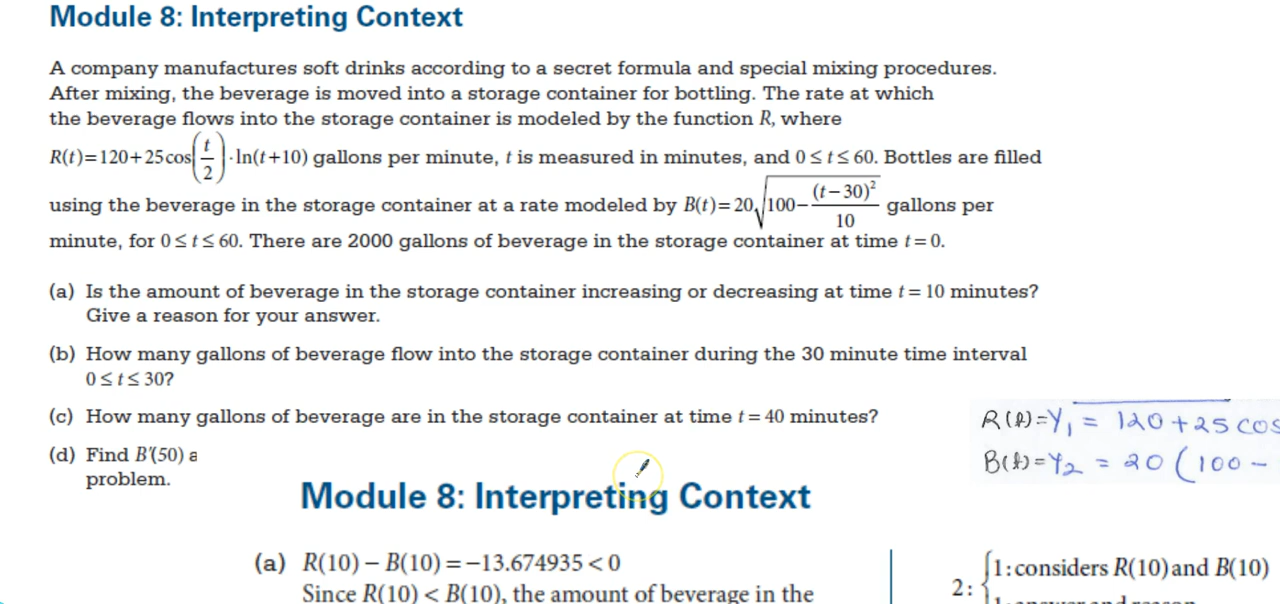 Module 8: Interpreting Context
A company manufactures soft drinks according to a secret formula and special mixing procedures.
After mixing, the beverage is moved into a storage container for bottling. The rate at which
the beverage flows into the storage container is modeled by the function R, where
R(t)=120+25cos(t/2)·ln(t+10) gallons per minute, t is measured in minutes, and 0≤t≤60. Bottles are filled
using the beverage in the storage container at a rate modeled by B(t)=20√(100−(t−30)²/10) gallons per
minute, for 0≤t≤60. There are 2000 gallons of beverage in the storage container at time t=0.
(a) Is the amount of beverage in the storage container increasing or decreasing at time t=10 minutes?
Give a reason for your answer.
(b) How many gallons of beverage flow into the storage container during the 30 minute time interval
0≤t≤30?
(c) How many gallons of beverage are in the storage container at time t=40 minutes?
(d) Find B′(50) a
problem.
R(t)=Y₁ = 120+25 cos
B(t)=Y₂ = 20 (100 −
Module 8: Interpreting Context
(a) R(10) − B(10) = −13.674935 < 0
Since R(10) < B(10), the amount of beverage in the
2: {1: considers R(10) and B(10)
1: answer and reason